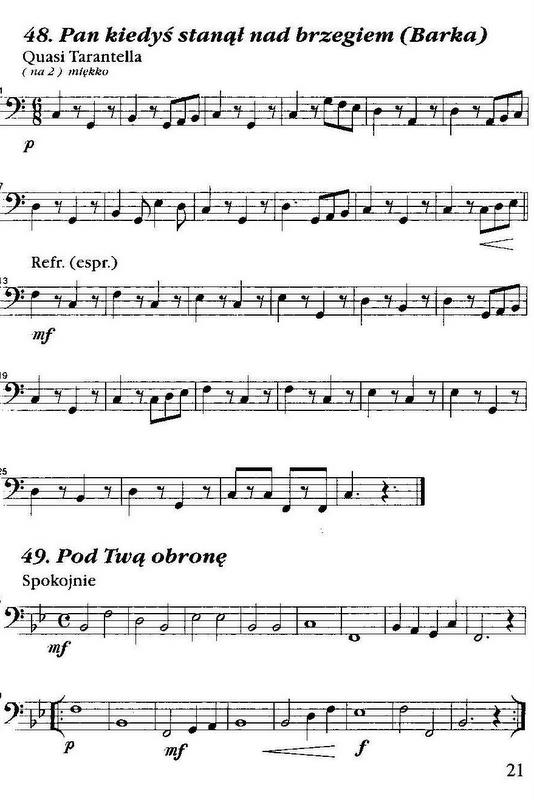 48. Pan kiedyś stanął nad brzegiem (Barka)
Quasi Tarantella
( na 2 ) miękko
1
6
8
p
7
Refr. (espr.)
13
mf
19
25
49. Pod Twą obronę
Spokojnie
mf
p
mf
f
21